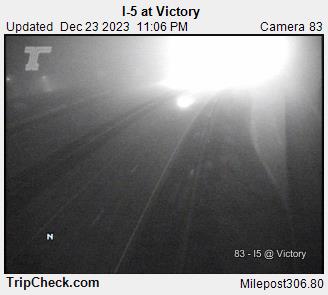 I-5 at Victory
Updated Dec 23 2023 11:06 PM Camera 83
T
N
83 - I5 @ Victory
TripCheck.com Milepost306.80